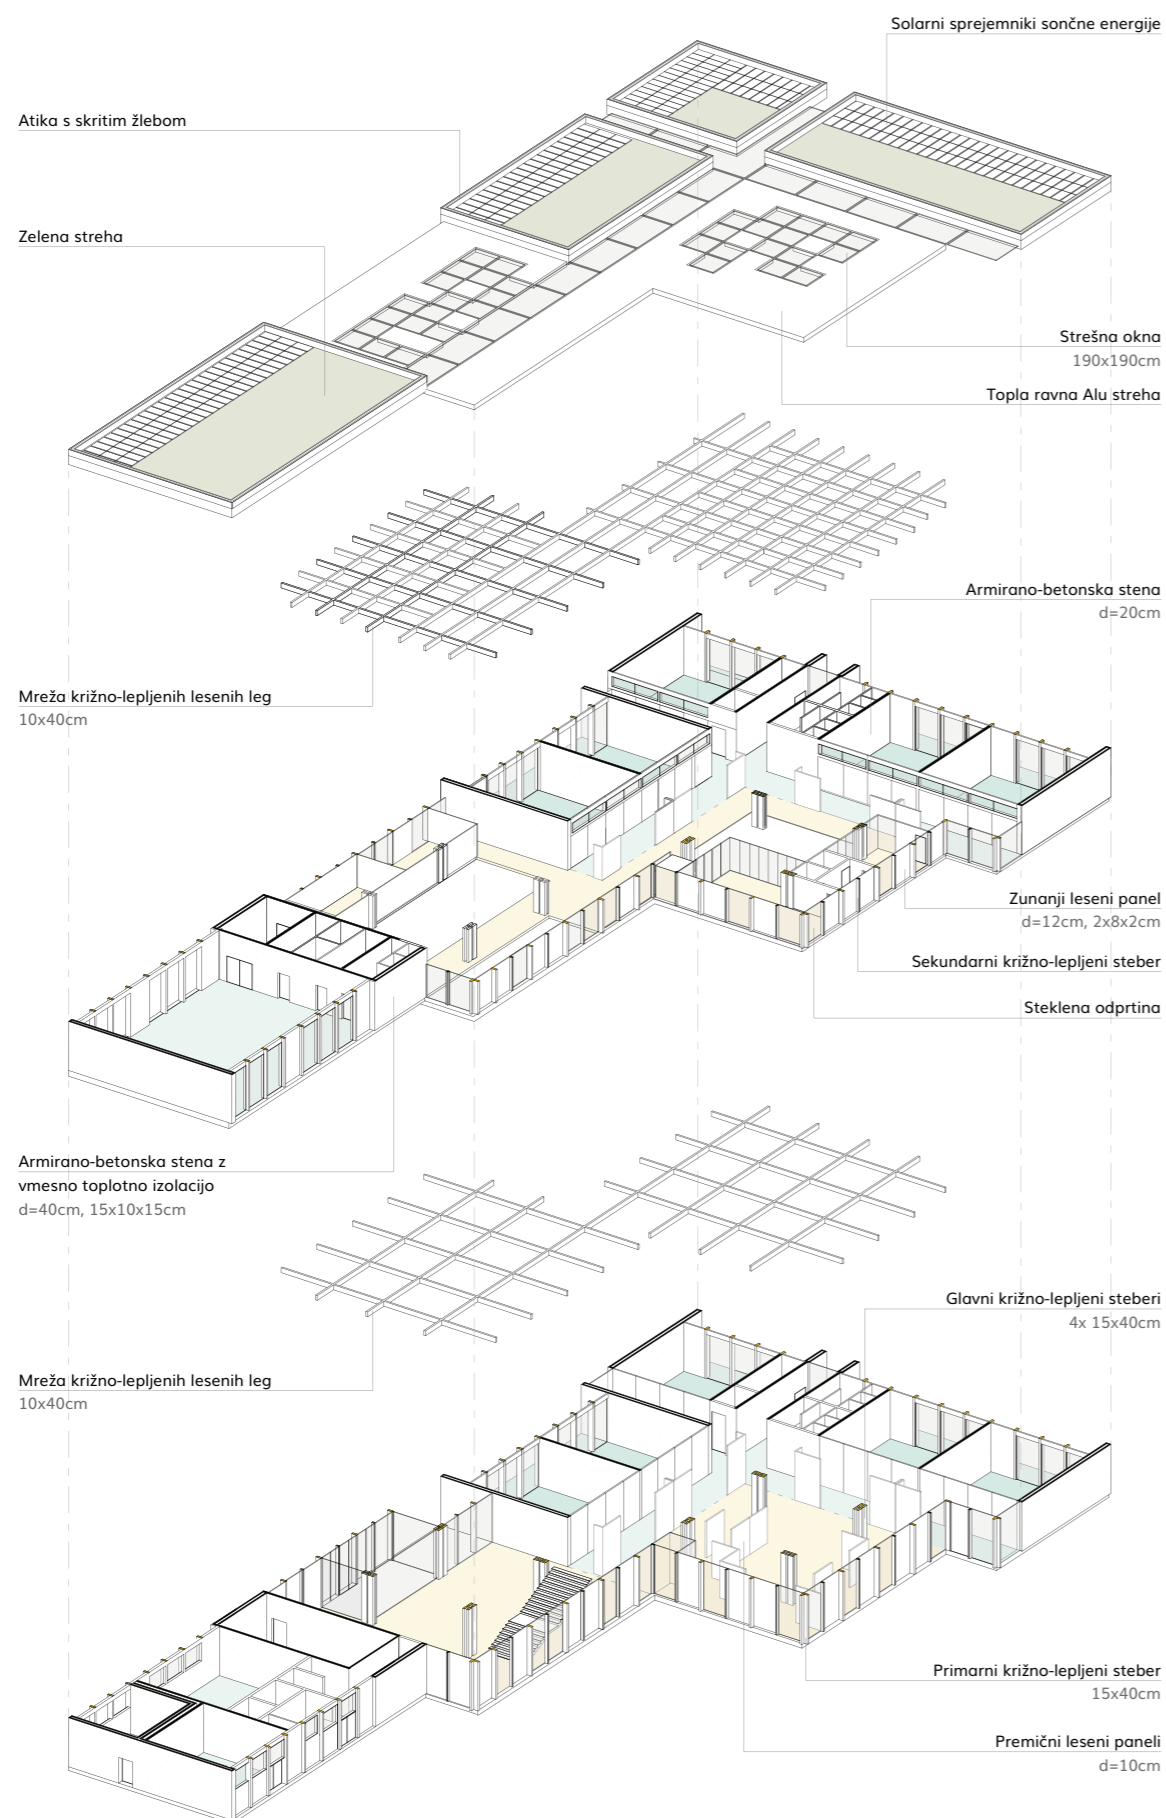 Solarni sprejemniki sončne energije
Atika s skritim žlebom
Zelena streha
Strešna okna
190x190cm
Topla ravna Alu streha
Armirano-betonska stena
d=20cm
Mreža križno-lepljenih lesenih leg
10x40cm
Zunanji leseni panel
d=12cm, 2x8x2cm
Sekundarni križno-lepljeni steber
Steklena odprtina
Armirano-betonska stena z
vmesno toplotno izolacijo
d=40cm, 15x10x15cm
Glavni križno-lepljeni steberi
4x 15x40cm
Mreža križno-lepljenih lesenih leg
10x40cm
Primarni križno-lepljeni steber
15x40cm
Premični leseni paneli
d=10cm